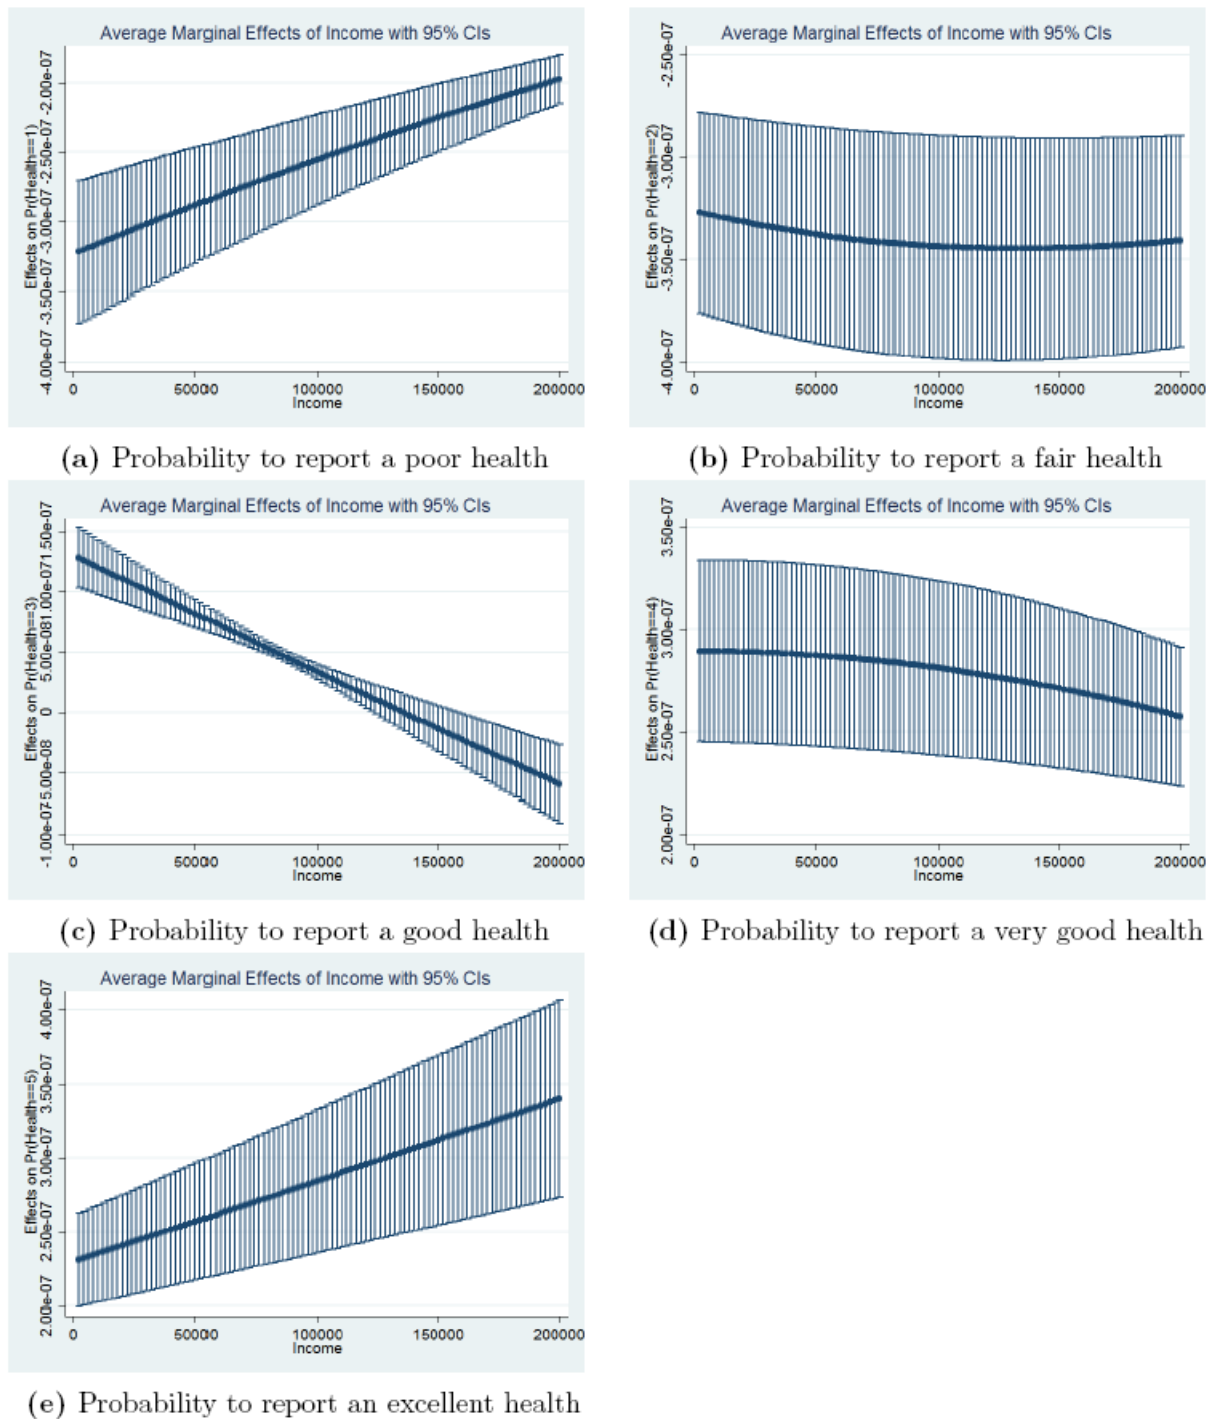 Average Marginal Effects of Income with 95% CIs
Effects on Pr(Health==1)
-4.00e-07 -3.50e-07 -3.00e-07 -2.50e-07 -2.00e-07
0 50000 100000 150000 200000
Income
(a) Probability to report a poor health
Average Marginal Effects of Income with 95% CIs
Effects on Pr(Health==2)
-4.00e-07 -3.50e-07 -3.00e-07 -2.50e-07
0 50000 100000 150000 200000
Income
(b) Probability to report a fair health
Average Marginal Effects of Income with 95% CIs
Effects on Pr(Health==3)
-1.00e-07 -5.00e-08 0 5.00e-08 1.00e-07 1.50e-07
0 50000 100000 150000 200000
Income
(c) Probability to report a good health
Average Marginal Effects of Income with 95% CIs
Effects on Pr(Health==4)
2.00e-07 2.50e-07 3.00e-07 3.50e-07
0 50000 100000 150000 200000
Income
(d) Probability to report a very good health
Average Marginal Effects of Income with 95% CIs
Effects on Pr(Health==5)
2.00e-07 2.50e-07 3.00e-07 3.50e-07 4.00e-07
0 50000 100000 150000 200000
Income
(e) Probability to report an excellent health